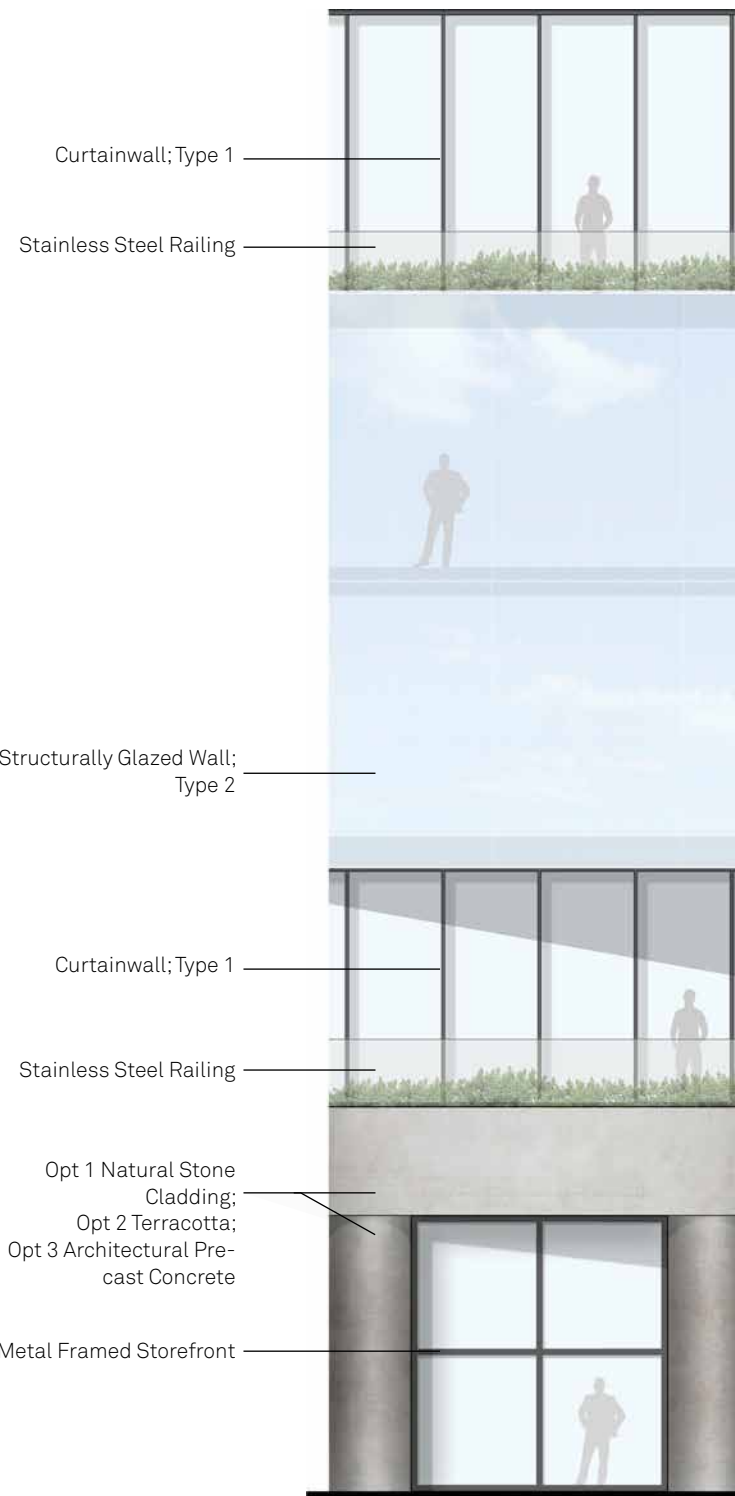 Curtainwall; Type 1
Stainless Steel Railing
Structurally Glazed Wall;
Type 2
Curtainwall; Type 1
Stainless Steel Railing
Opt 1 Natural Stone
Cladding;
Opt 2 Terracotta;
Opt 3 Architectural Pre-
cast Concrete
Metal Framed Storefront